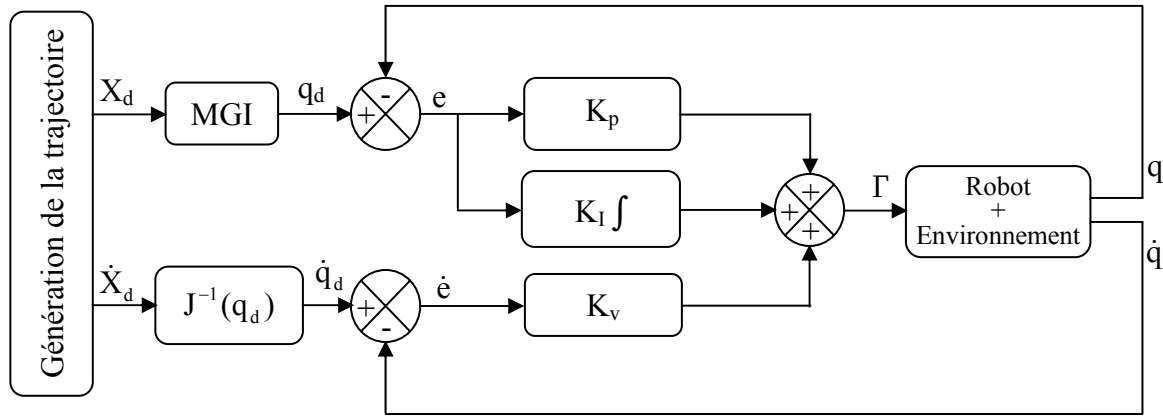 Génération de la trajectoire
X_d
MGI
q_d
-
+
e
K_p
K_I ∫
+
+
+
Γ
Robot
+
Environnement
q
q̇
Ẋ_d
J⁻¹(q_d)
q̇_d
+
-
ė
K_v